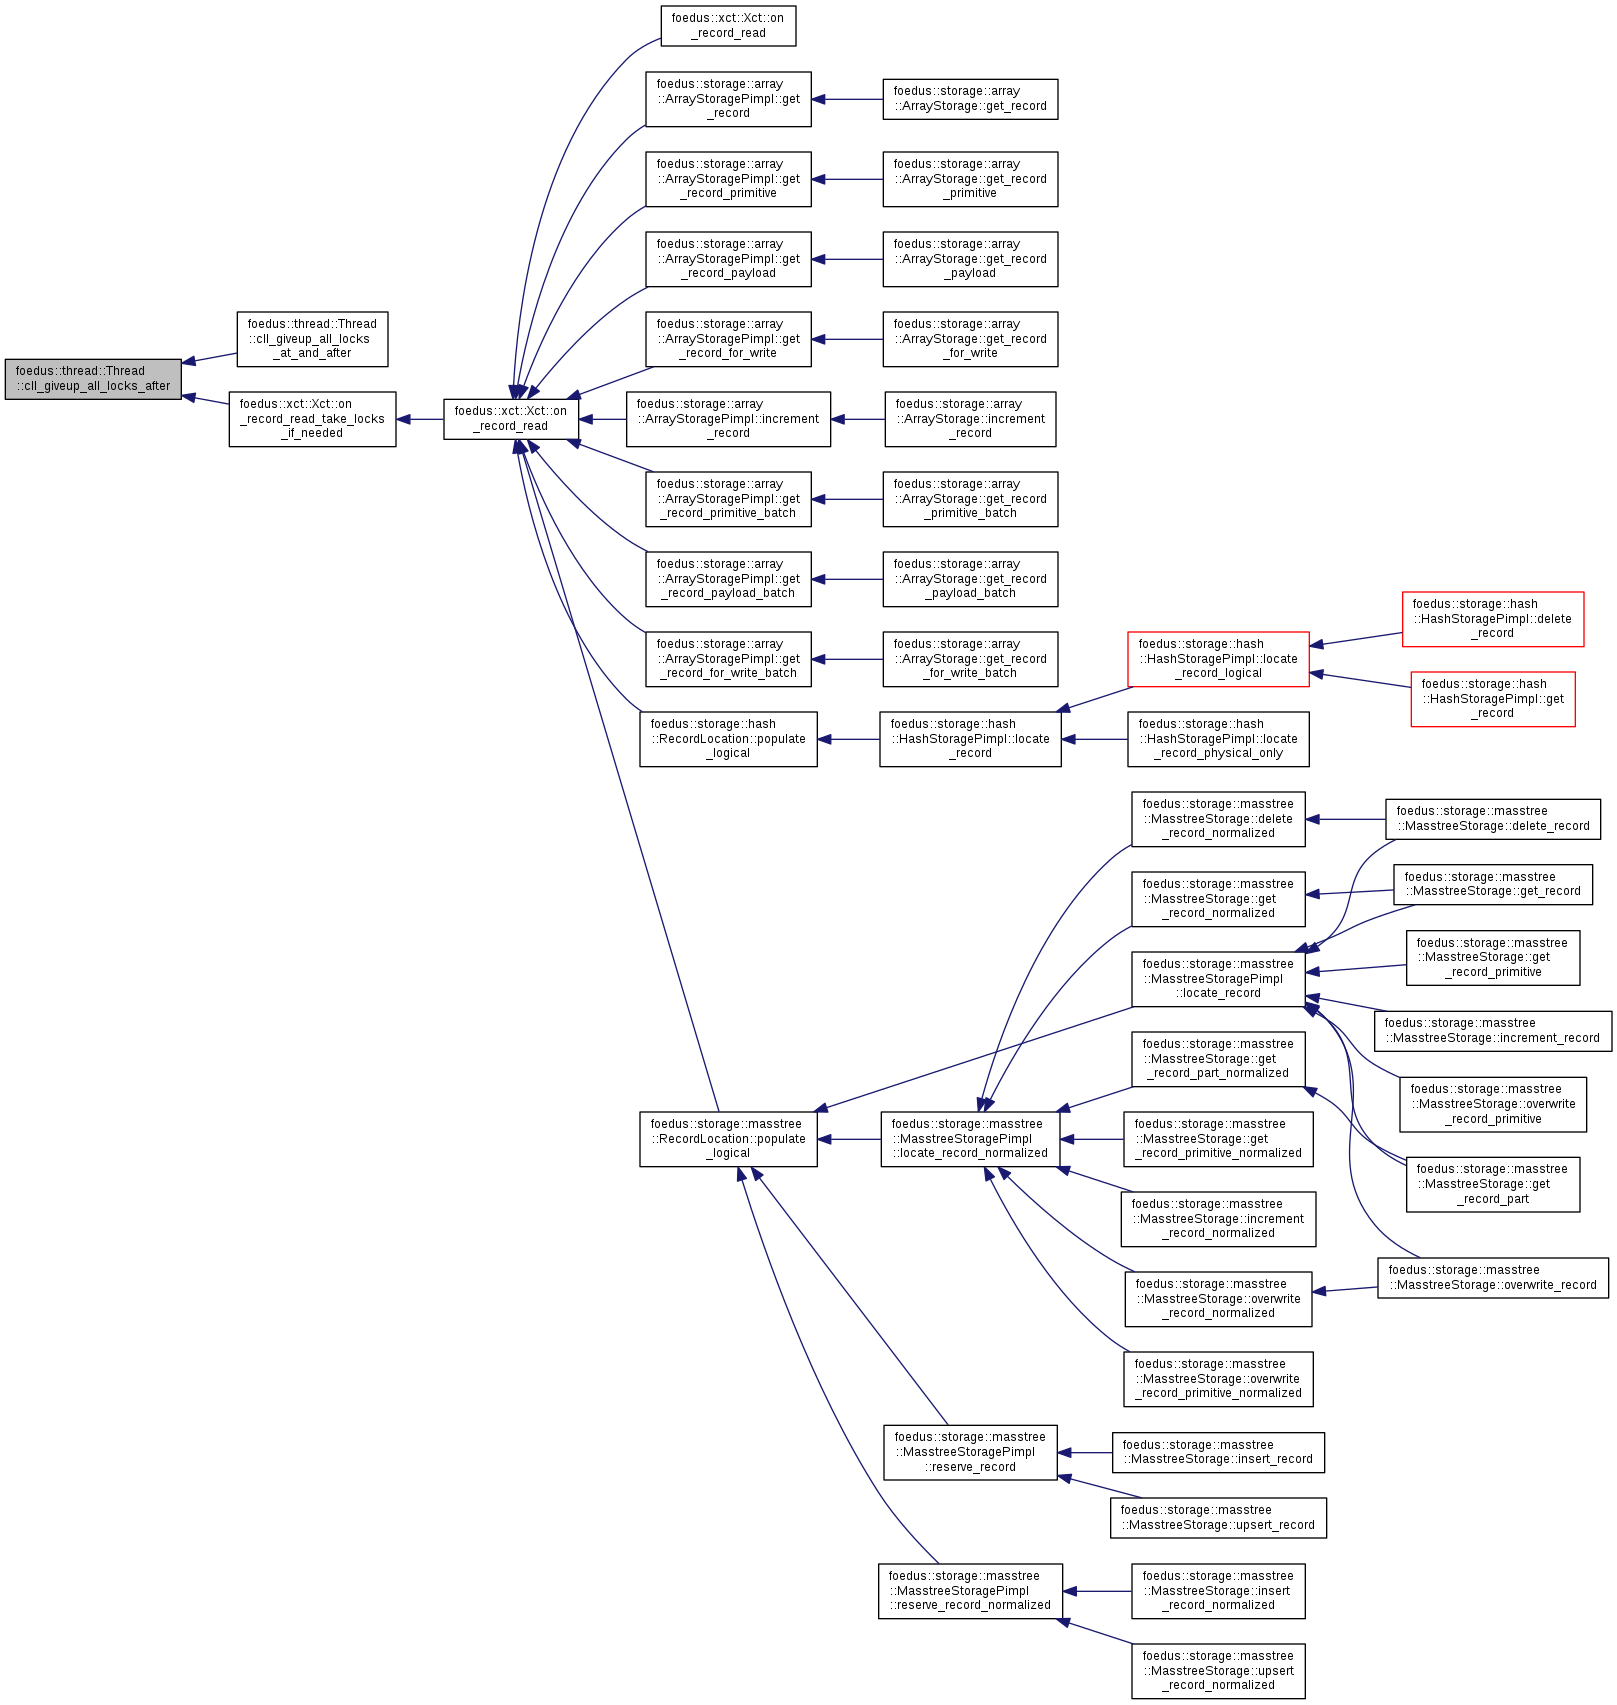 foedus::xct::Xct::on
_record_read
foedus::storage::array
::ArrayStoragePimpl::get
_record
foedus::storage::array
::ArrayStorage::get_record
foedus::storage::array
::ArrayStoragePimpl::get
_record_primitive
foedus::storage::array
::ArrayStorage::get_record
_primitive
foedus::storage::array
::ArrayStoragePimpl::get
_record_payload
foedus::storage::array
::ArrayStorage::get_record
_payload
foedus::thread::Thread
::cll_giveup_all_locks
_at_and_after
foedus::storage::array
::ArrayStoragePimpl::get
_record_for_write
foedus::storage::array
::ArrayStorage::get_record
_for_write
foedus::thread::Thread
::cll_giveup_all_locks_after
foedus::xct::Xct::on
_record_read_take_locks
_if_needed
foedus::xct::Xct::on
_record_read
foedus::storage::array
::ArrayStoragePimpl::increment
_record
foedus::storage::array
::ArrayStorage::increment
_record
foedus::storage::array
::ArrayStoragePimpl::get
_record_primitive_batch
foedus::storage::array
::ArrayStorage::get_record
_primitive_batch
foedus::storage::array
::ArrayStoragePimpl::get
_record_payload_batch
foedus::storage::array
::ArrayStorage::get_record
_payload_batch
foedus::storage::hash
::HashStoragePimpl::delete
_record
foedus::storage::array
::ArrayStoragePimpl::get
_record_for_write_batch
foedus::storage::array
::ArrayStorage::get_record
_for_write_batch
foedus::storage::hash
::HashStoragePimpl::locate
_record_logical
foedus::storage::hash
::HashStoragePimpl::get
_record
foedus::storage::hash
::RecordLocation::populate
_logical
foedus::storage::hash
::HashStoragePimpl::locate
_record
foedus::storage::hash
::HashStoragePimpl::locate
_record_physical_only
foedus::storage::masstree
::MasstreeStorage::delete
_record_normalized
foedus::storage::masstree
::MasstreeStorage::delete_record
foedus::storage::masstree
::MasstreeStorage::get
_record_normalized
foedus::storage::masstree
::MasstreeStorage::get_record
foedus::storage::masstree
::MasstreeStoragePimpl
::locate_record
foedus::storage::masstree
::MasstreeStorage::get
_record_primitive
foedus::storage::masstree
::MasstreeStorage::increment_record
foedus::storage::masstree
::MasstreeStorage::get
_record_part_normalized
foedus::storage::masstree
::MasstreeStorage::overwrite
_record_primitive
foedus::storage::masstree
::RecordLocation::populate
_logical
foedus::storage::masstree
::MasstreeStoragePimpl
::locate_record_normalized
foedus::storage::masstree
::MasstreeStorage::get
_record_primitive_normalized
foedus::storage::masstree
::MasstreeStorage::get
_record_part
foedus::storage::masstree
::MasstreeStorage::increment
_record_normalized
foedus::storage::masstree
::MasstreeStorage::overwrite
_record_normalized
foedus::storage::masstree
::MasstreeStorage::overwrite_record
foedus::storage::masstree
::MasstreeStorage::overwrite
_record_primitive_normalized
foedus::storage::masstree
::MasstreeStoragePimpl
::reserve_record
foedus::storage::masstree
::MasstreeStorage::insert_record
foedus::storage::masstree
::MasstreeStorage::upsert_record
foedus::storage::masstree
::MasstreeStoragePimpl
::reserve_record_normalized
foedus::storage::masstree
::MasstreeStorage::insert
_record_normalized
foedus::storage::masstree
::MasstreeStorage::upsert
_record_normalized